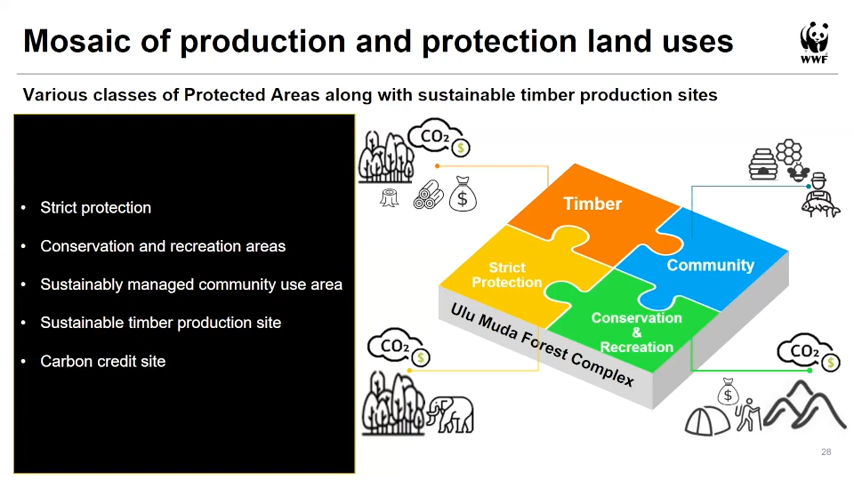 Mosaic of production and protection land uses
WWF
Various classes of Protected Areas along with sustainable timber production sites
• Strict protection
• Conservation and recreation areas
• Sustainably managed community use area
• Sustainable timber production site
• Carbon credit site
CO₂
$
$
Timber
Community
Strict
Protection
Conservation
&
Recreation
Ulu Muda Forest Complex
CO₂
$
CO₂
$
$
28